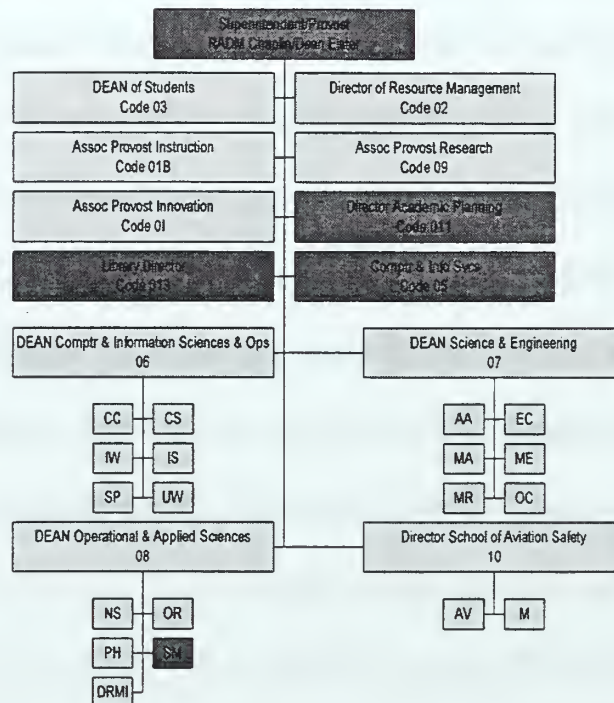 Superintendent/Provost
RADM Chaplin/Dean Elster
DEAN of Students
Code 03
Director of Resource Management
Code 02
Assoc Provost Instruction
Code 01B
Assoc Provost Research
Code 09
Assoc Provost Innovation
Code 0I
Director Academic Planning
Code 011
Library Director
Code 013
Comptr & Info Svcs
Code 05
DEAN Comptr & Information Sciences & Ops
06
DEAN Science & Engineering
07
CC
CS
IW
IS
SP
UW
AA
EC
MA
ME
MR
OC
DEAN Operational & Applied Sciences
08
Director School of Aviation Safety
10
NS
OR
PH
SM
DRMI
AV
M